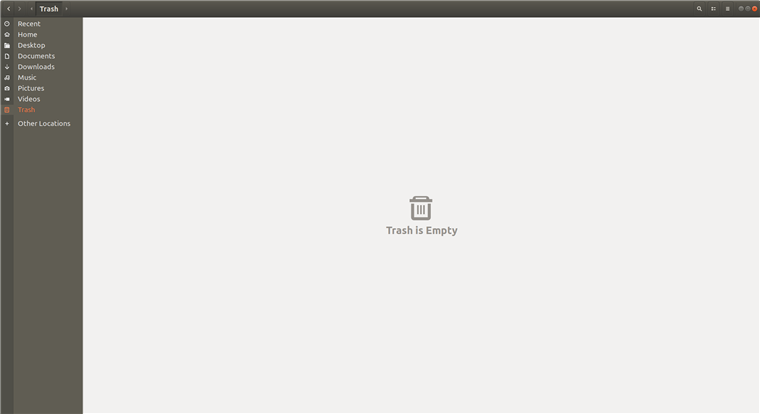 Trash
Recent
Home
Desktop
Documents
Downloads
Music
Pictures
Videos
Trash
Other Locations
Trash is Empty